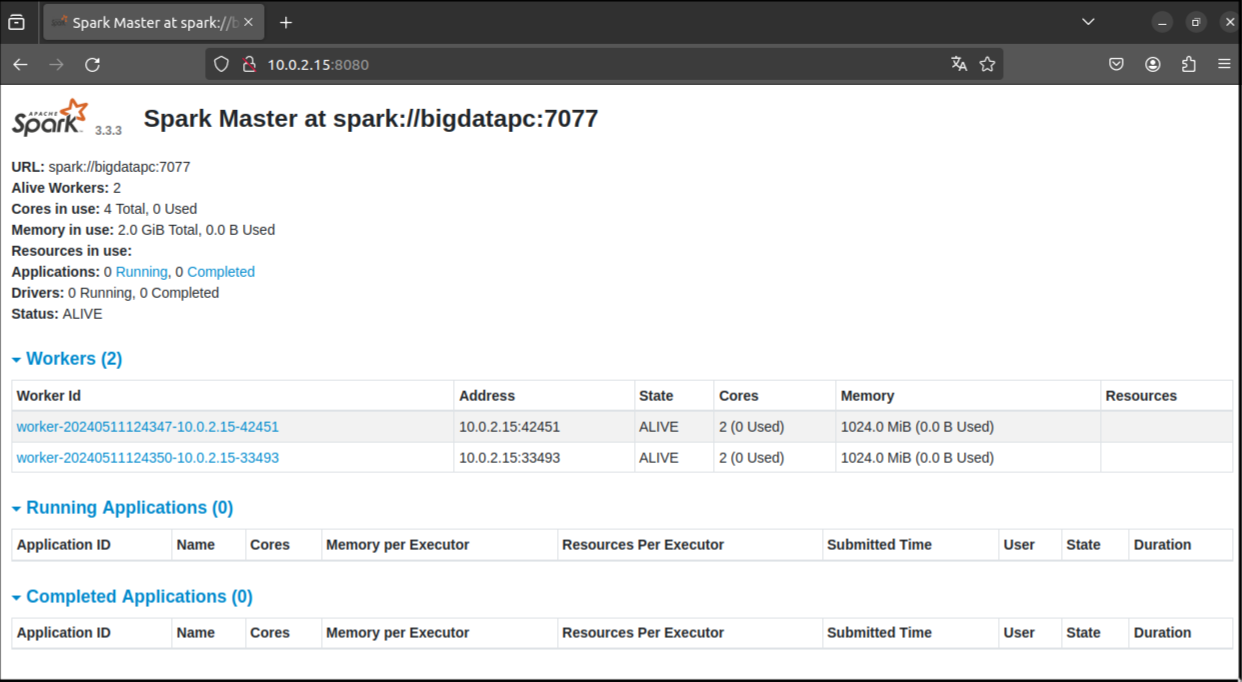 Spark Master at spark://b
10.0.2.15:8080
APACHE
Spark 3.3.3 Spark Master at spark://bigdatapc:7077
URL: spark://bigdatapc:7077
Alive Workers: 2
Cores in use: 4 Total, 0 Used
Memory in use: 2.0 GiB Total, 0.0 B Used
Resources in use:
Applications: 0 Running, 0 Completed
Drivers: 0 Running, 0 Completed
Status: ALIVE
Workers (2)
Worker Id Address State Cores Memory Resources
worker-20240511124347-10.0.2.15-42451 10.0.2.15:42451 ALIVE 2 (0 Used) 1024.0 MiB (0.0 B Used)
worker-20240511124350-10.0.2.15-33493 10.0.2.15:33493 ALIVE 2 (0 Used) 1024.0 MiB (0.0 B Used)
Running Applications (0)
Application ID Name Cores Memory per Executor Resources Per Executor Submitted Time User State Duration
Completed Applications (0)
Application ID Name Cores Memory per Executor Resources Per Executor Submitted Time User State Duration